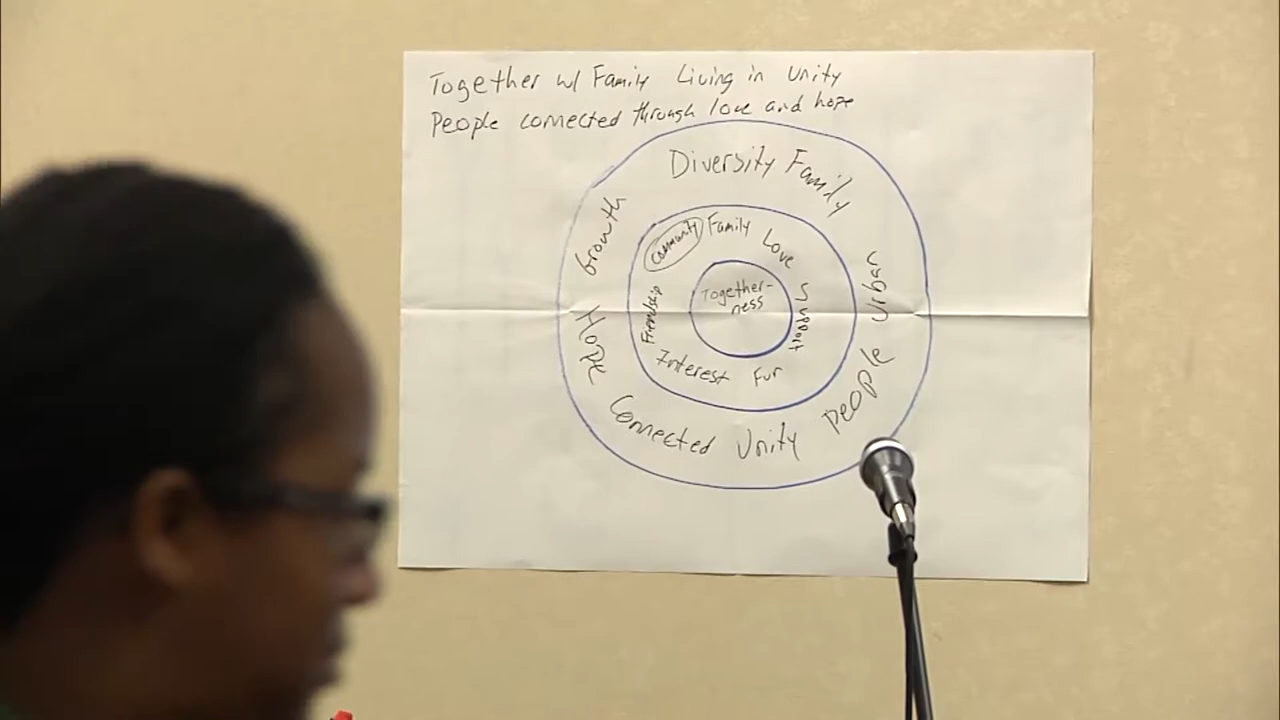 Together w/ Family Living in Unity
People connected through love and hope
Diversity Family
Urban
People
Unity
Connected
Hope
Growth
Community
Family
Love
Support
Interest Fun
Friendship
Together-
ness